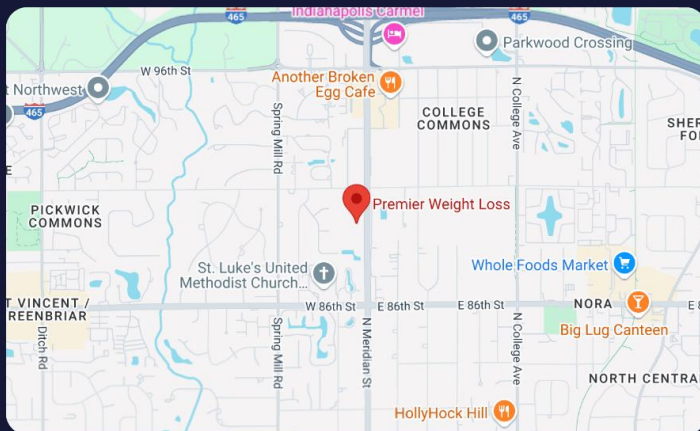 465
Indianapolis Carmel
465
Parkwood Crossing
W 96th St
t Northwest
Another Broken
Egg Cafe
465
COLLEGE
COMMONS
N College Ave
Spring Mill Rd
SHER
FO
E
Premier Weight Loss
PICKWICK
COMMONS
St. Luke's United
Methodist Church...
Whole Foods Market
T VINCENT /
REENBRIAR
W 86th St
E 86th St
E 86th St
NORA
E 8
Big Lug Canteen
Ditch Rd
Spring Mill Rd
N Meridian St
N College Ave
NORTH CENTRA
HollyHock Hill